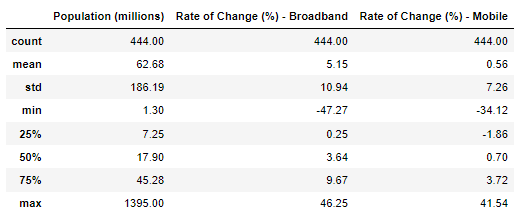 Population (millions) Rate of Change (%) - Broadband Rate of Change (%) - Mobile
count 444.00 444.00 444.00
mean 62.68 5.15 0.56
std 186.19 10.94 7.26
min 1.30 -47.27 -34.12
25% 7.25 0.25 -1.86
50% 17.90 3.64 0.70
75% 45.28 9.67 3.72
max 1395.00 46.25 41.54